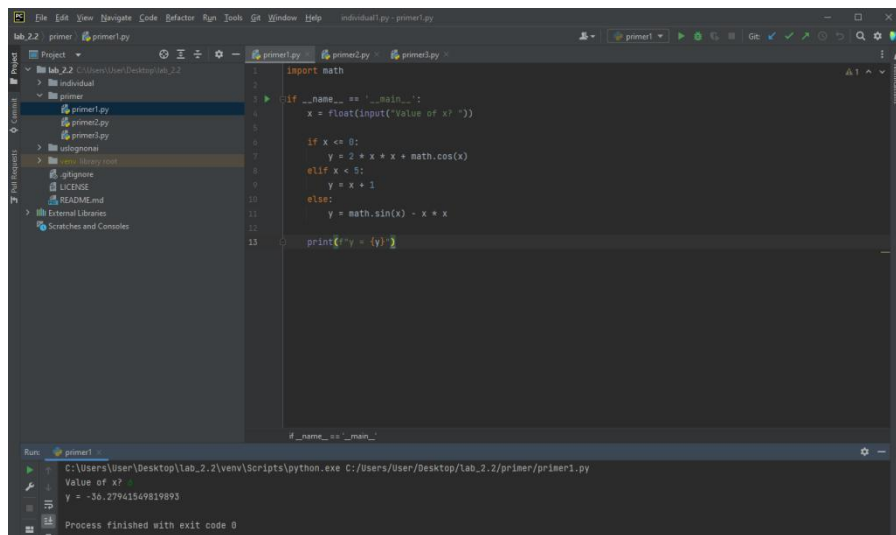 PC File Edit View Navigate Code Refactor Run Tools Git Window Help individual1.py - primer1.py
lab_2.2 primer primer1.py primer1 Git:
Project primer1.py primer2.py primer3.py
lab_2.2 C:\Users\User\Desktop\lab_2.2
individual
primer
primer1.py
primer2.py
primer3.py
uslognonai
venv library root
.gitignore
LICENSE
README.md
External Libraries
Scratches and Consoles
Project
Commit
Pull Requests
1 import math
2
3 if __name__ == '__main__':
4 x = float(input("Value of x? "))
5
6 if x <= 0:
7 y = 2 * x * x + math.cos(x)
8 elif x < 5:
9 y = x + 1
10 else:
11 y = math.sin(x) - x * x
12
13 print(f"y = {y}")
1
if __name__ == '__main__'
Run: primer1
C:\Users\User\Desktop\lab_2.2\venv\Scripts\python.exe C:/Users/User/Desktop/lab_2.2/primer/primer1.py
Value of x?
y = -36.27941549819893
Process finished with exit code 0